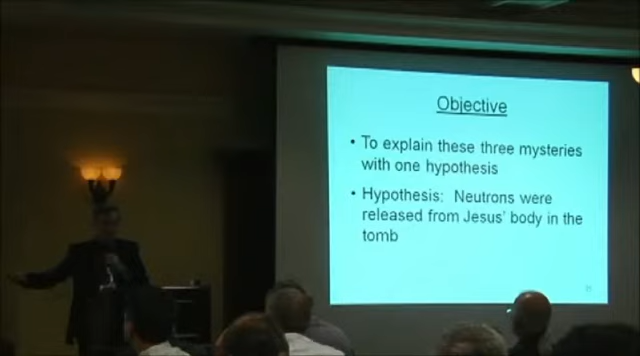 Objective
• To explain these three mysteries
with one hypothesis
• Hypothesis: Neutrons were
released from Jesus' body in the
tomb